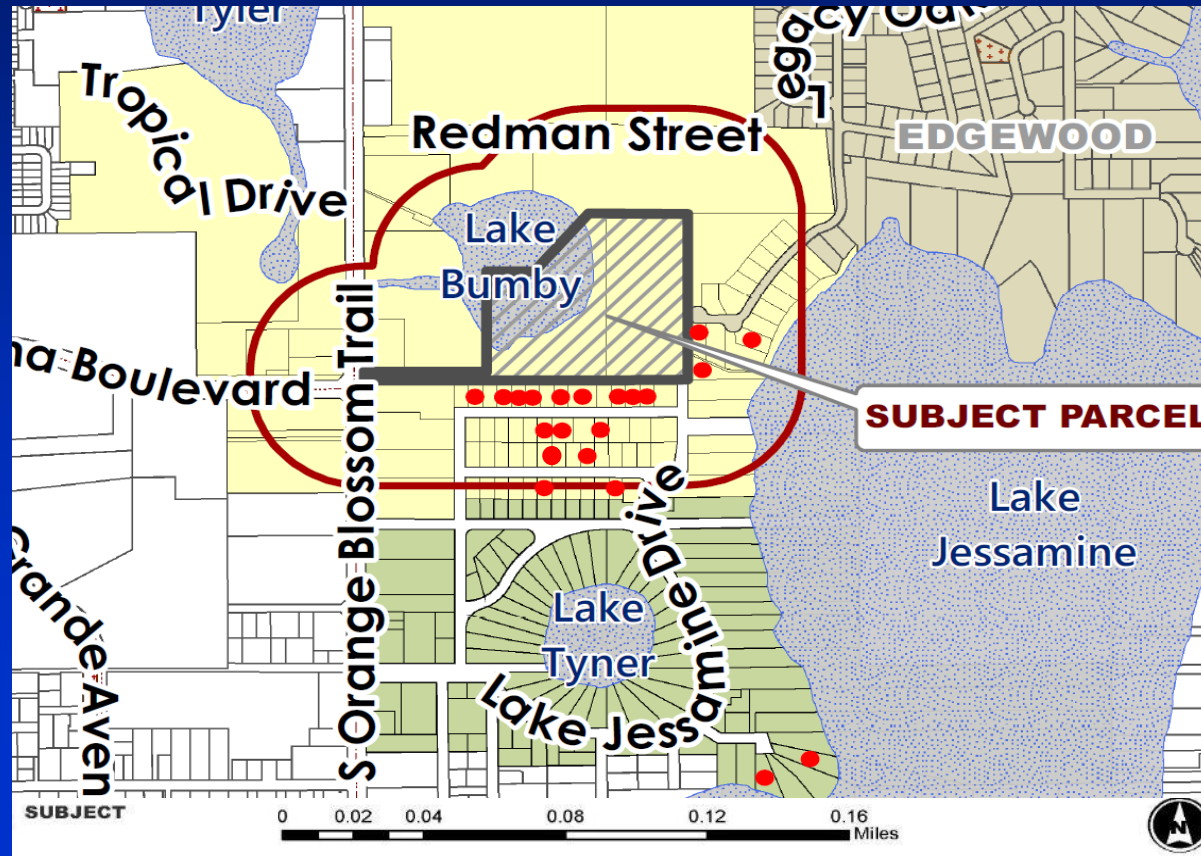 Tyler
Legacy Oak
Tropical Drive
Redman Street
EDGEWOOD
Lake
Bumby
na Boulevard
SUBJECT PARCEL
S Orange Blossom Trail
Lake
Jessamine
Grande Aven
Lake
Tyner
Lake Jessamine Drive
SUBJECT
0 0.02 0.04 0.08 0.12 0.16
Miles
N